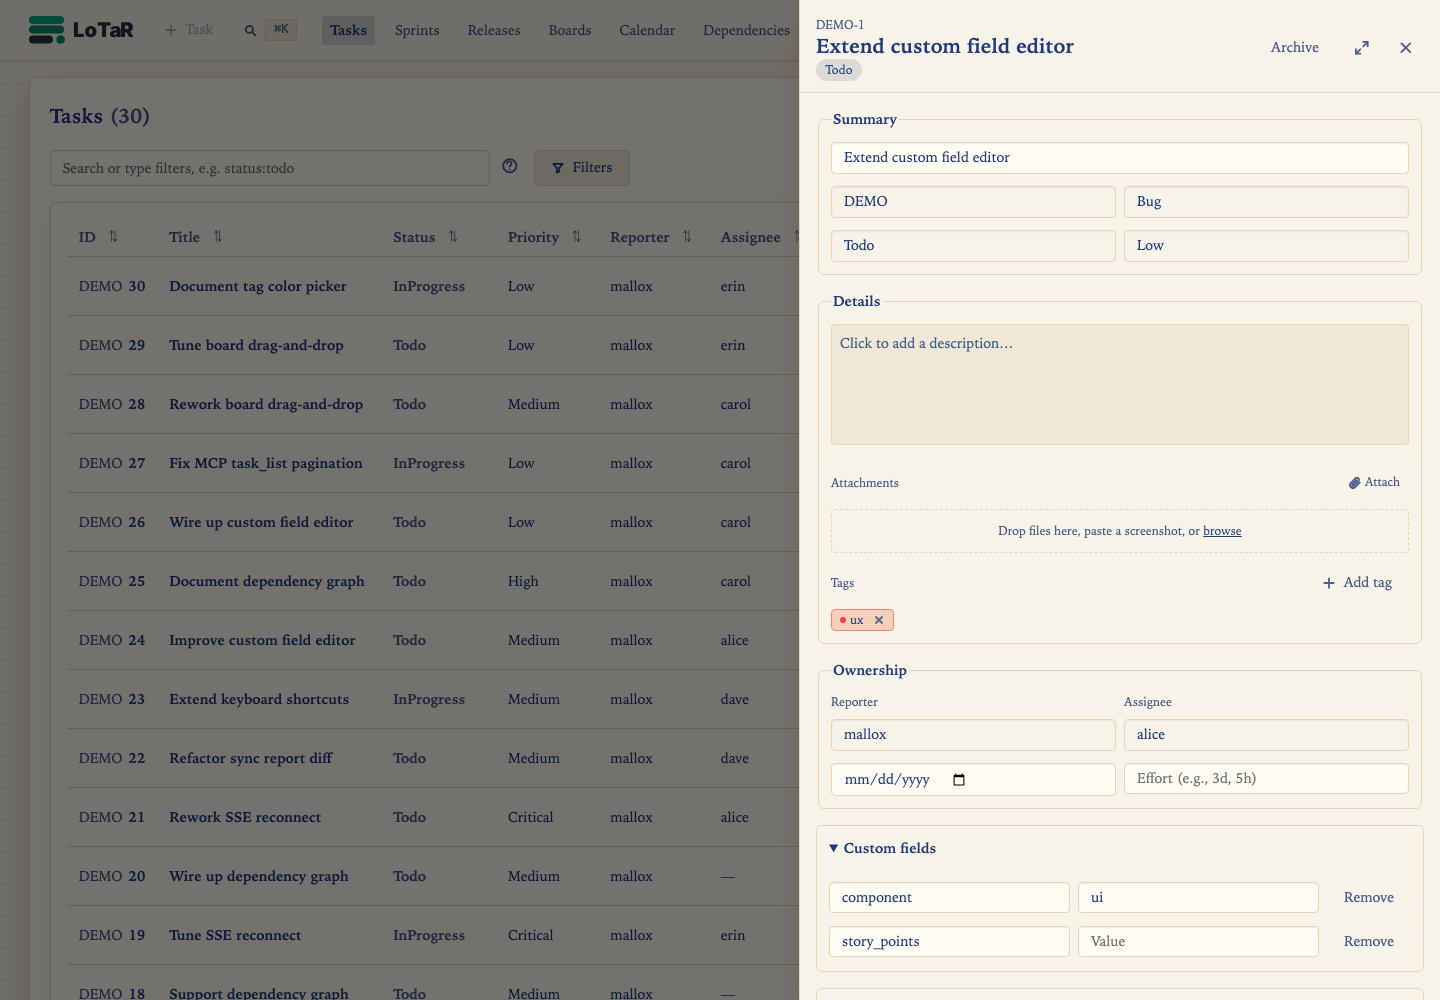 LoTaR
Task
⌘K
Tasks
Sprints
Releases
Boards
Calendar
Dependencies
Tasks (30)
Search or type filters, e.g. status:todo
Filters
ID Title Status Priority Reporter Assignee
DEMO 30 Document tag color picker InProgress Low mallox erin
DEMO 29 Tune board drag-and-drop Todo Low mallox erin
DEMO 28 Rework board drag-and-drop Todo Medium mallox carol
DEMO 27 Fix MCP task_list pagination InProgress Low mallox carol
DEMO 26 Wire up custom field editor Todo Low mallox carol
DEMO 25 Document dependency graph Todo High mallox carol
DEMO 24 Improve custom field editor Todo Medium mallox alice
DEMO 23 Extend keyboard shortcuts InProgress Medium mallox dave
DEMO 22 Refactor sync report diff Todo Medium mallox dave
DEMO 21 Rework SSE reconnect Todo Critical mallox alice
DEMO 20 Wire up dependency graph Todo Medium mallox —
DEMO 19 Tune SSE reconnect InProgress Critical mallox erin
DEMO 18 Support dependency graph Todo Medium mallox —
DEMO-1
Extend custom field editor
Todo
Archive
Summary
Extend custom field editor
DEMO Bug
Todo Low
Details
Click to add a description...
Attachments Attach
Drop files here, paste a screenshot, or browse
Tags Add tag
ux
Ownership
Reporter Assignee
mallox alice
mm/dd/yyyy Effort (e.g., 3d, 5h)
Custom fields
component ui Remove
story_points Value Remove